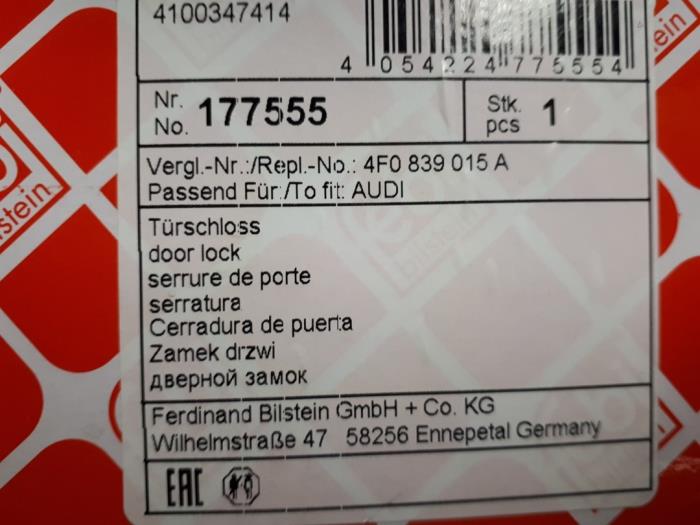 4100347414
4 054224 775554
Nr. No. 177555
Stk. pcs 1
Vergl.-Nr.:/Repl.-No.: 4F0 839 015 A
Passend Für:/To fit: AUDI
Türschloss
door lock
serrure de porte
serratura
Cerradura de puerta
Zamek drzwi
дверной замок
Ferdinand Bilstein GmbH + Co. KG
Wilhelmstraße 47 58256 Ennepetal Germany
EAC
bilstein